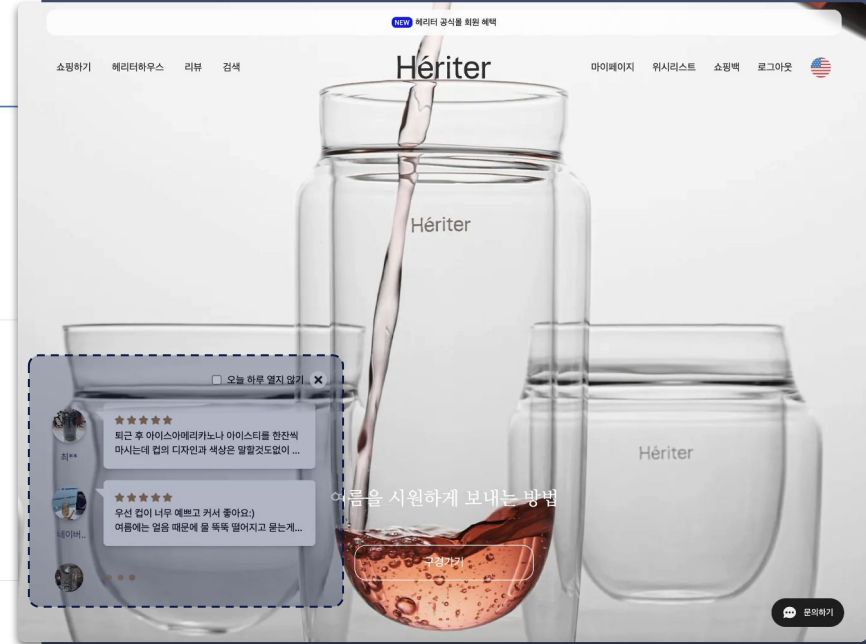 NEW 헤리터 공식몰 회원 혜택
쇼핑하기 헤리터하우스 리뷰 검색
Hériter
마이페이지 위시리스트 쇼핑백 로그아웃
Hériter
오늘 하루 열지 않기
퇴근 후 아이스아메리카노나 아이스티를 한잔씩
마시는데 컵의 디자인과 색상은 말할것도없이 ...
최**
우선 컵이 너무 예쁘고 커서 좋아요:)
여름에는 얼음 때문에 물 뚝뚝 떨어지고 묻는게...
네이버..
Hériter
여름을 시원하게 보내는 방법
구경가기
문의하기